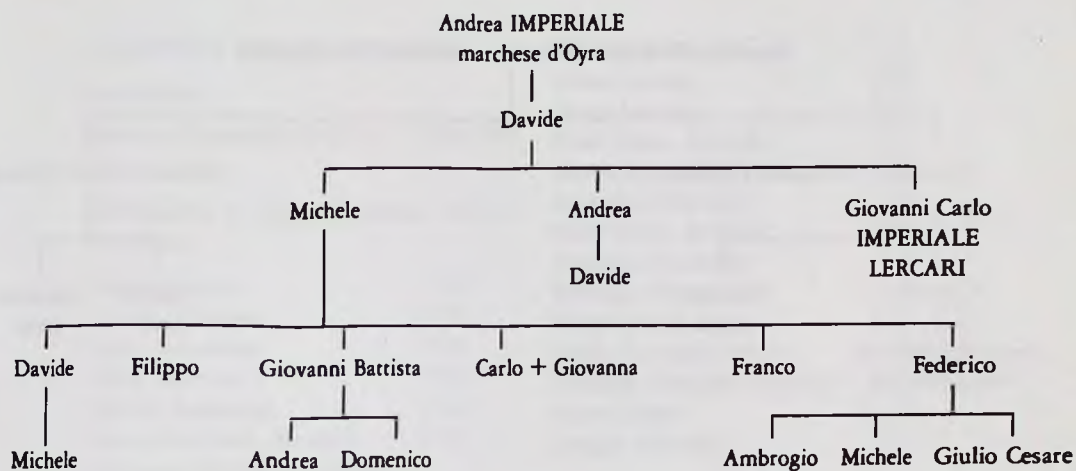 Andrea IMPERIALE
marchese d'Oyra
Davide
Michele
Andrea
Giovanni Carlo
IMPERIALE
LERCARI
Davide
Davide
Filippo
Giovanni Battista
Carlo + Giovanna
Franco
Federico
Michele
Andrea
Domenico
Ambrogio
Michele
Giulio Cesare